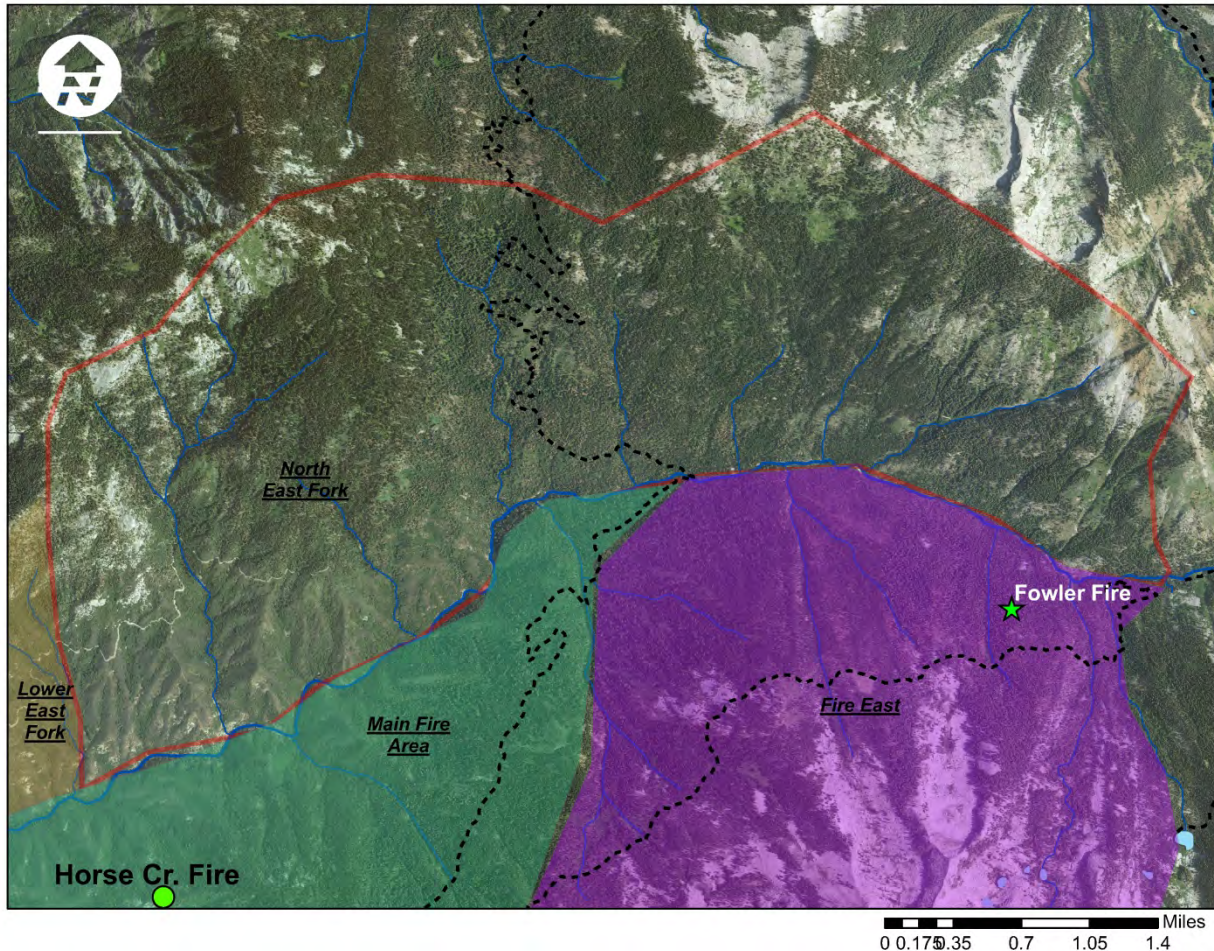 N
North
East Fork
Fowler Fire
Lower
East
Fork
Main Fire
Area
Fire East
Horse Cr. Fire
Miles
0 0.175 0.35 0.7 1.05 1.4